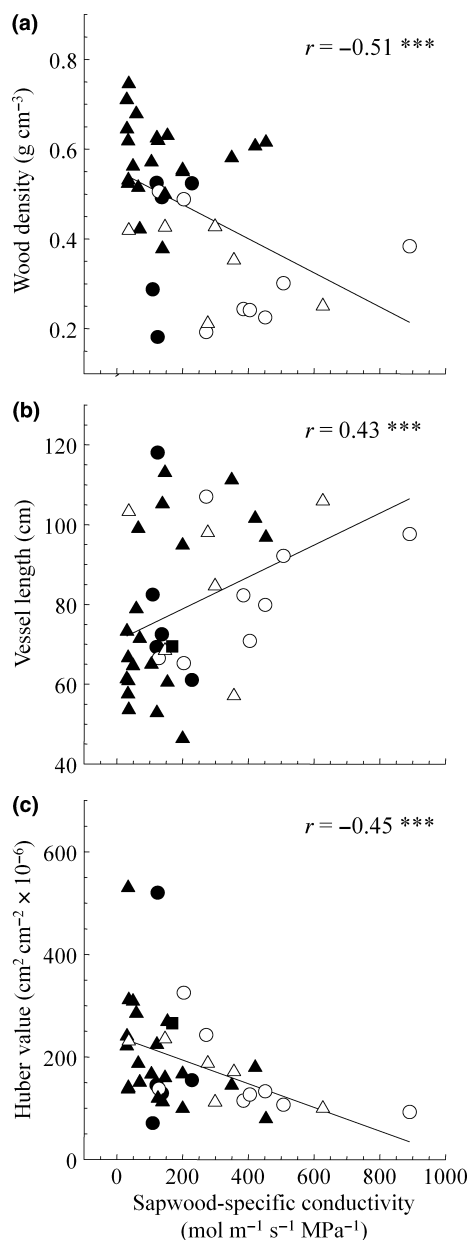 (a)
r = −0.51 ***
Wood density (g cm⁻³)
0.8
0.6
0.4
0.2
(b)
r = 0.43 ***
Vessel length (cm)
120
100
80
60
40
(c)
r = −0.45 ***
Huber value (cm² cm⁻² × 10⁻⁶)
600
400
200
0
0 200 400 600 800 1000
Sapwood-specific conductivity
(mol m⁻¹ s⁻¹ MPa⁻¹)